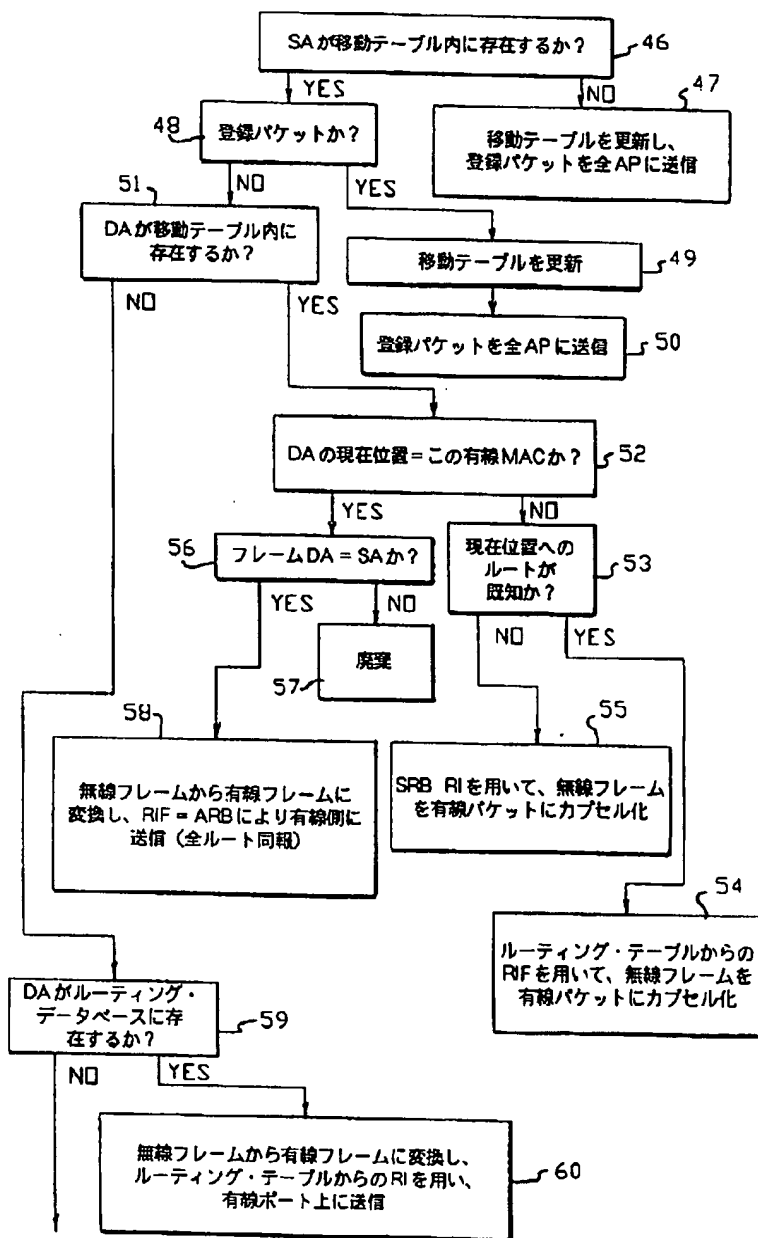 SAが移動テーブル内に存在するか?
46
YES
NO
47
48
登録パケットか?
移動テーブルを更新し、
登録パケットを全APに送信
51
NO
YES
DAが移動テーブル内に
存在するか?
移動テーブルを更新
49
NO
YES
登録パケットを全APに送信
50
DAの現在位置=この有線MACか?
52
YES
NO
56
フレームDA=SAか?
現在位置への
ルートが
既知か?
53
YES
NO
NO
YES
廃棄
57
58
55
無線フレームから有線フレームに
変換し、RIF=ARBにより有線側に
送信(全ルート同報)
SRB RIを用いて、無線フレーム
を有線パケットにカプセル化
54
ルーティング・テーブルからの
RIFを用いて、無線フレームを
有線パケットにカプセル化
DAがルーティング・
データベースに存
在するか?
59
NO
YES
無線フレームから有線フレームに変換し、
ルーティング・テーブルからのRIを用い、
有線ポート上に送信
60